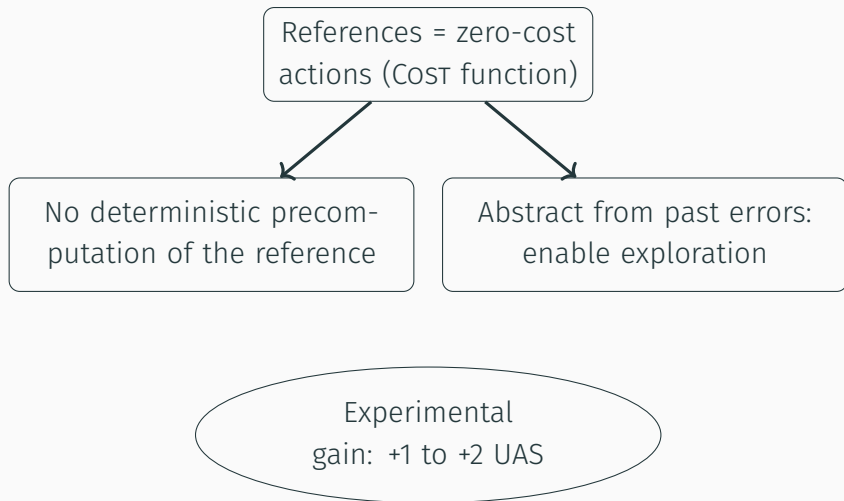 References = zero-cost
actions (COST function)
No deterministic precom-
putation of the reference
Abstract from past errors:
enable exploration
Experimental
gain: +1 to +2 UAS